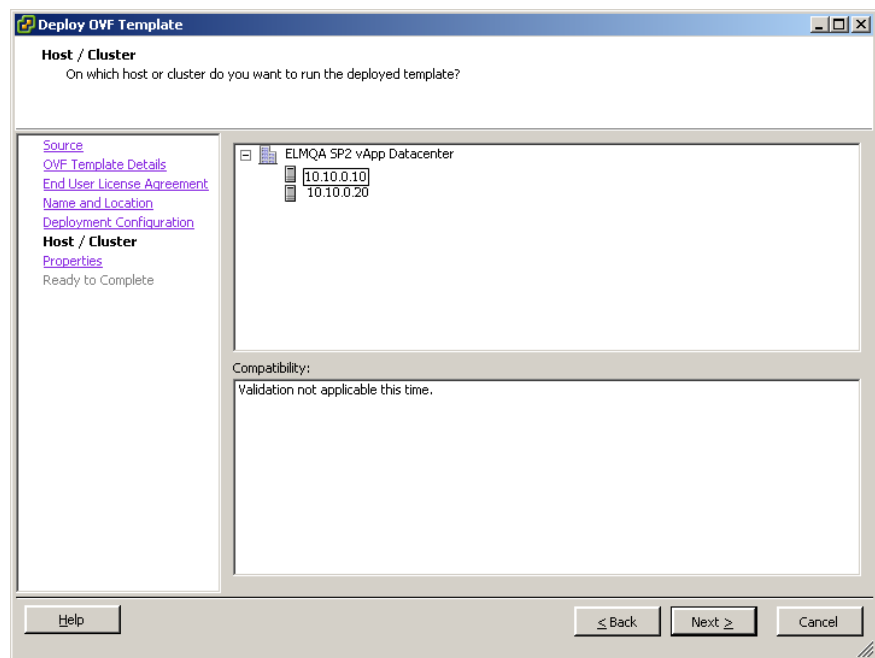 Deploy OVF Template
Host / Cluster
On which host or cluster do you want to run the deployed template?
Source
OVF Template Details
End User License Agreement
Name and Location
Deployment Configuration
Host / Cluster
Properties
Ready to Complete
ELMQA SP2 vApp Datacenter
10.10.0.10
10.10.0.20
Compatibility:
Validation not applicable this time.
Help
≤ Back
Next ≥
Cancel